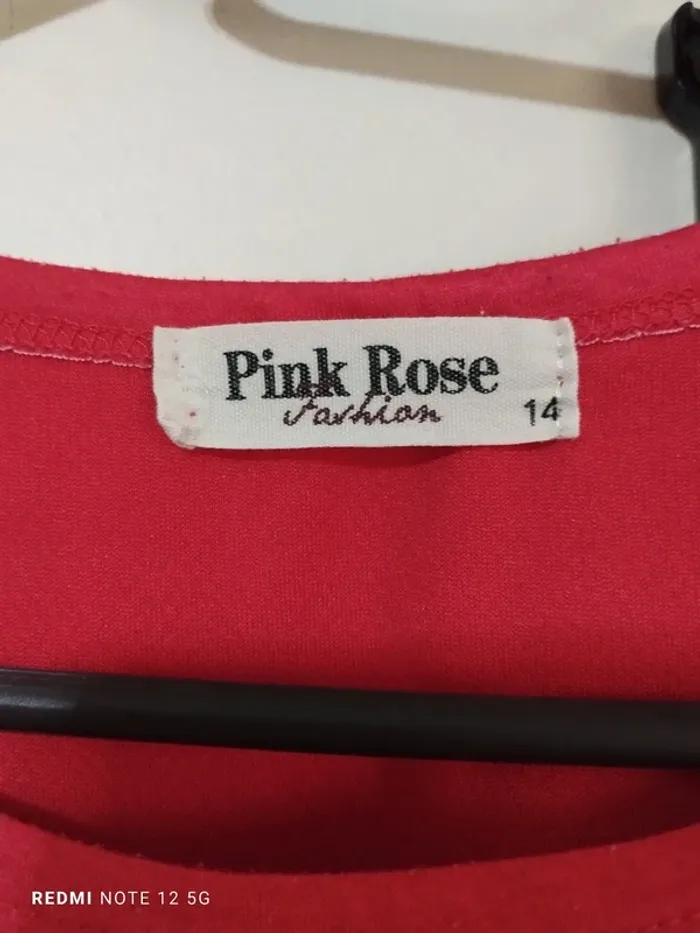 Pink Rose
Fashion
14
REDMI NOTE 12 5G